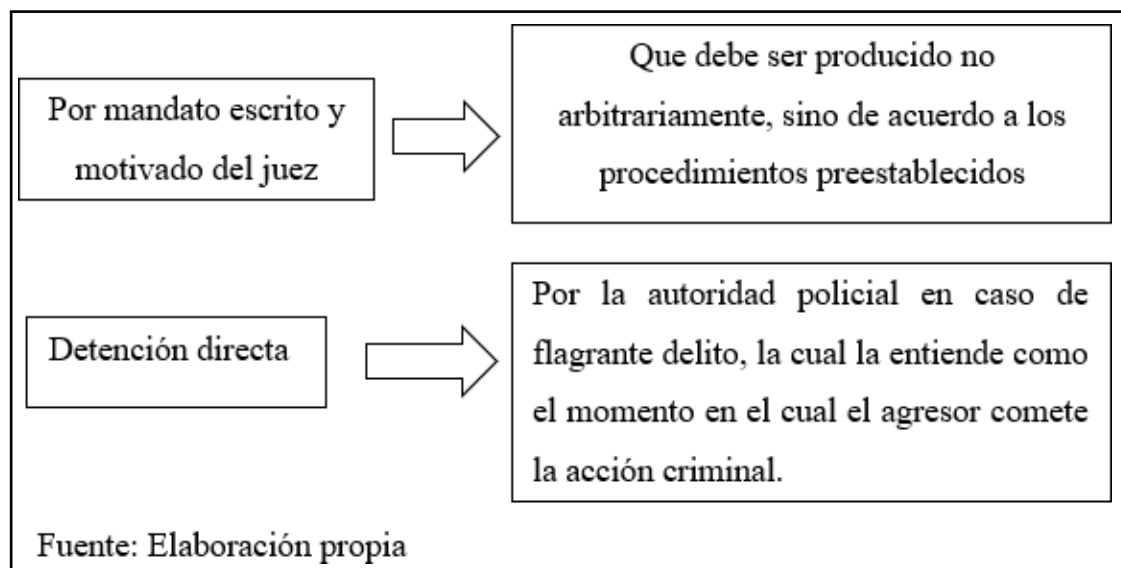 Por mandato escrito y
motivado del juez
Que debe ser producido no
arbitrariamente, sino de acuerdo a los
procedimientos preestablecidos
Detención directa
Por la autoridad policial en caso de
flagrante delito, la cual la entiende como
el momento en el cual el agresor comete
la acción criminal.
Fuente: Elaboración propia